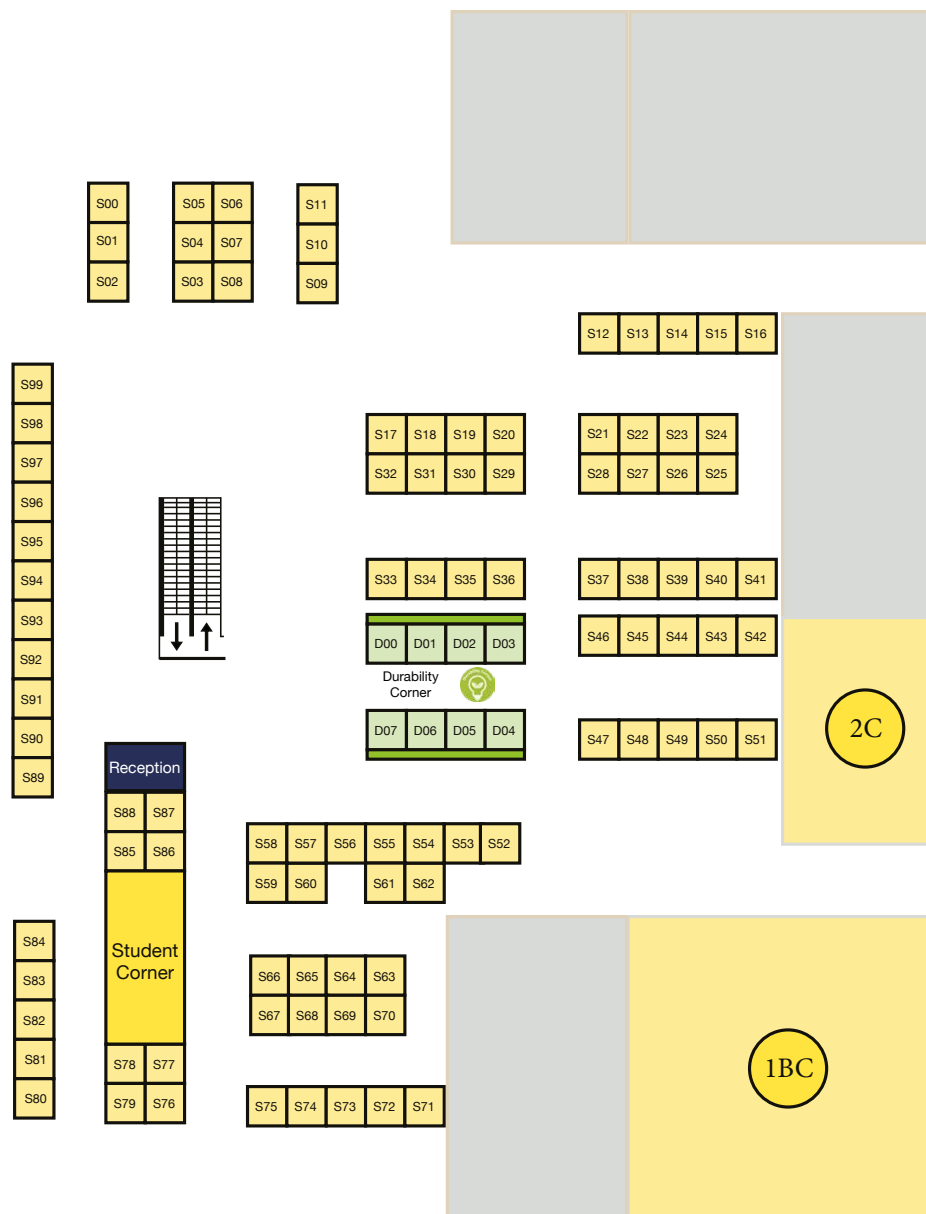 S00 S05 S06 S11
S01 S04 S07 S10
S02 S03 S08 S09
S12 S13 S14 S15 S16
S99
S98
S97
S96
S95
S94
S93
S92
S91
S90
S89
S17 S18 S19 S20 S21 S22 S23 S24
S32 S31 S30 S29 S28 S27 S26 S25
S33 S34 S35 S36 S37 S38 S39 S40 S41
D00 D01 D02 D03 S46 S45 S44 S43 S42
Durability
Corner
D07 D06 D05 D04 S47 S48 S49 S50 S51
2C
Reception
S88 S87
S85 S86
Student
Corner
S78 S77
S79 S76
S58 S57 S56 S55 S54 S53 S52
S59 S60 S61 S62
S84
S83
S82
S81
S80
S66 S65 S64 S63
S67 S68 S69 S70
S75 S74 S73 S72 S71
1BC